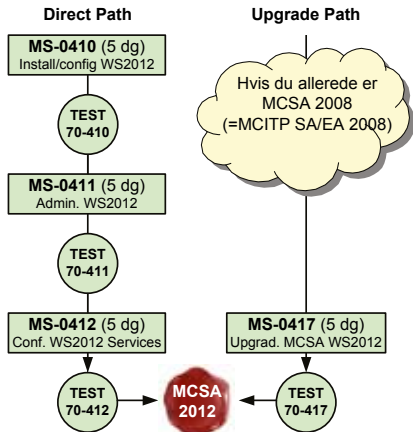 Direct Path
MS-0410 (5 dg)
Install/config WS2012
TEST
70-410
MS-0411 (5 dg)
Admin. WS2012
TEST
70-411
MS-0412 (5 dg)
Conf. WS2012 Services
TEST
70-412
MCSA
2012
Upgrade Path
Hvis du allerede er
MCSA 2008
(=MCITP SA/EA 2008)
MS-0417 (5 dg)
Upgrad. MCSA WS2012
TEST
70-417